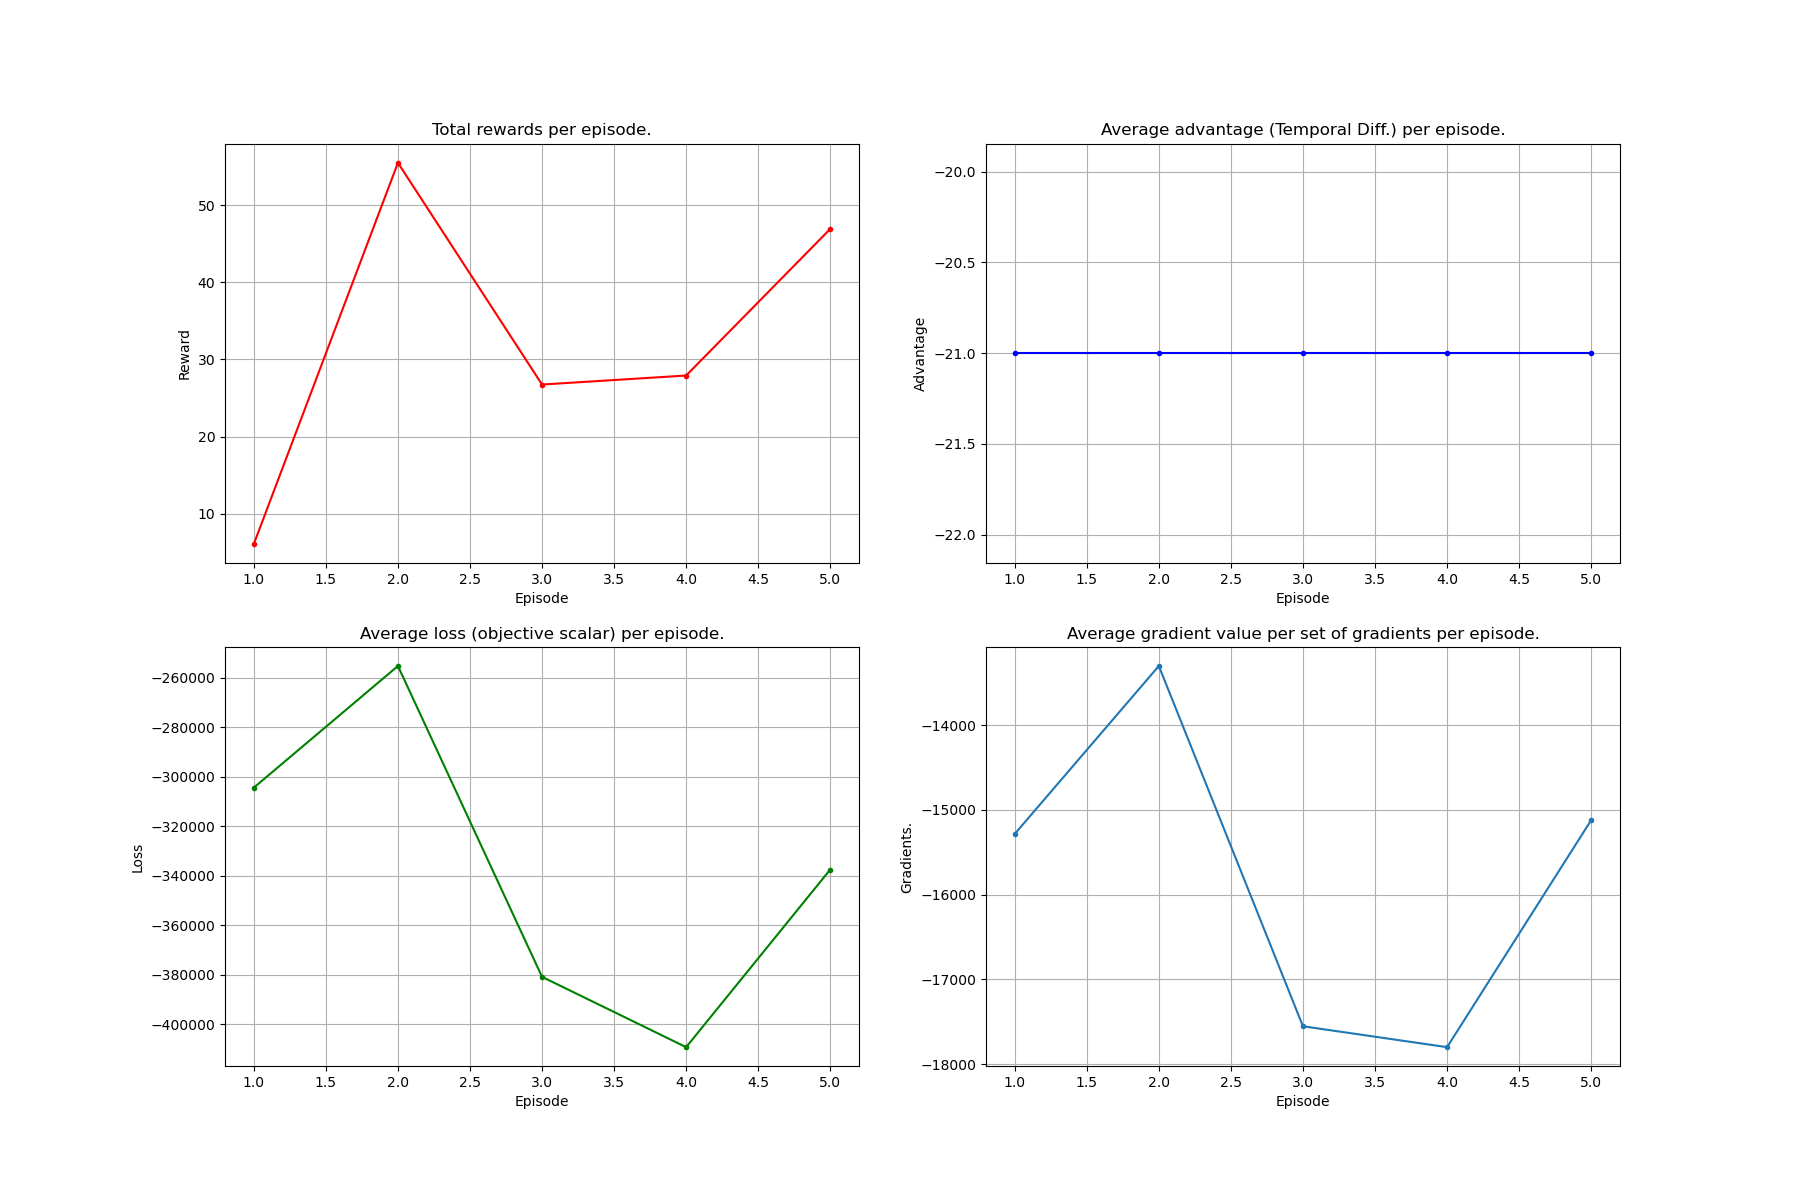 Total rewards per episode.
Reward
50
40
30
20
10
1.0 1.5 2.0 2.5 3.0 3.5 4.0 4.5 5.0
Episode
Average advantage (Temporal Diff.) per episode.
Advantage
−20.0
−20.5
−21.0
−21.5
−22.0
1.0 1.5 2.0 2.5 3.0 3.5 4.0 4.5 5.0
Episode
Average loss (objective scalar) per episode.
Loss
−260000
−280000
−300000
−320000
−340000
−360000
−380000
−400000
1.0 1.5 2.0 2.5 3.0 3.5 4.0 4.5 5.0
Episode
Average gradient value per set of gradients per episode.
Gradients.
−14000
−15000
−16000
−17000
−18000
1.0 1.5 2.0 2.5 3.0 3.5 4.0 4.5 5.0
Episode